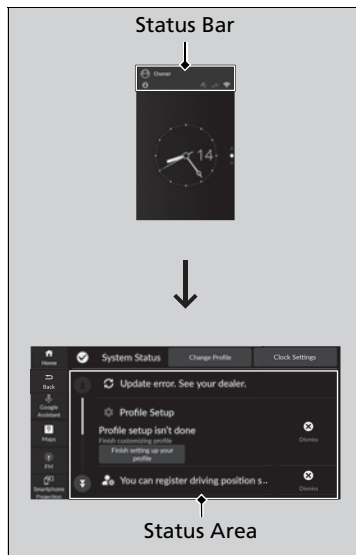 Status Bar
Owner
14
Home
System Status
Change Profile
Clock Settings
Back
Update error. See your dealer.
Google
Assistant
Profile Setup
Profile setup isn't done
Finish customizing profile
Dismiss
Maps
Finish setting up your
profile
FM
You can register driving position s..
Dismiss
Smartphone
Projection
Status Area